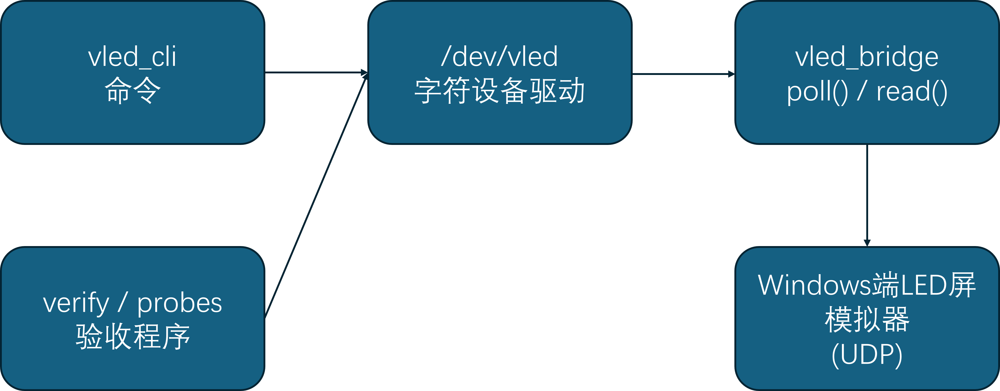 vled_cli
命令
/dev/vled
字符设备驱动
vled_bridge
poll() / read()
verify / probes
验收程序
Windows端LED屏
模拟器
(UDP)